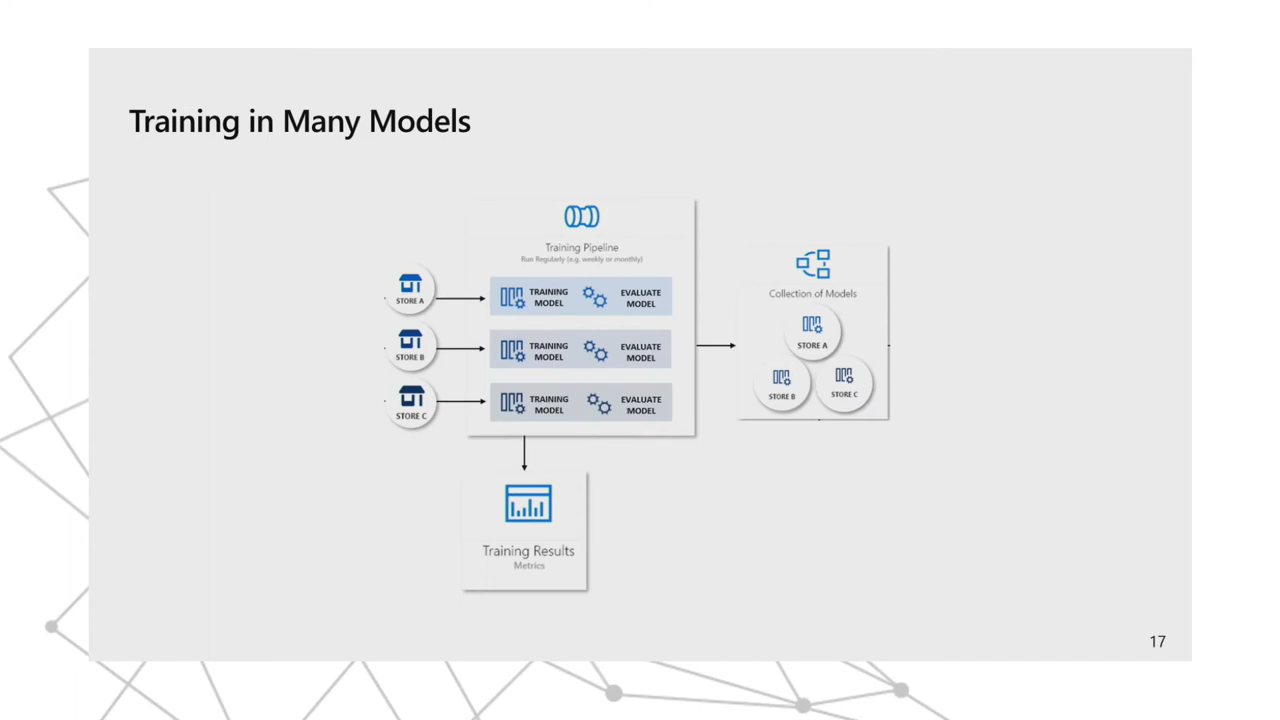 Training in Many Models
Training Pipeline
Run Regularly (e.g. weekly or monthly)
STORE A
TRAINING
MODEL
EVALUATE
MODEL
STORE B
TRAINING
MODEL
EVALUATE
MODEL
STORE C
TRAINING
MODEL
EVALUATE
MODEL
Collection of Models
STORE A
STORE B
STORE C
Training Results
Metrics
17